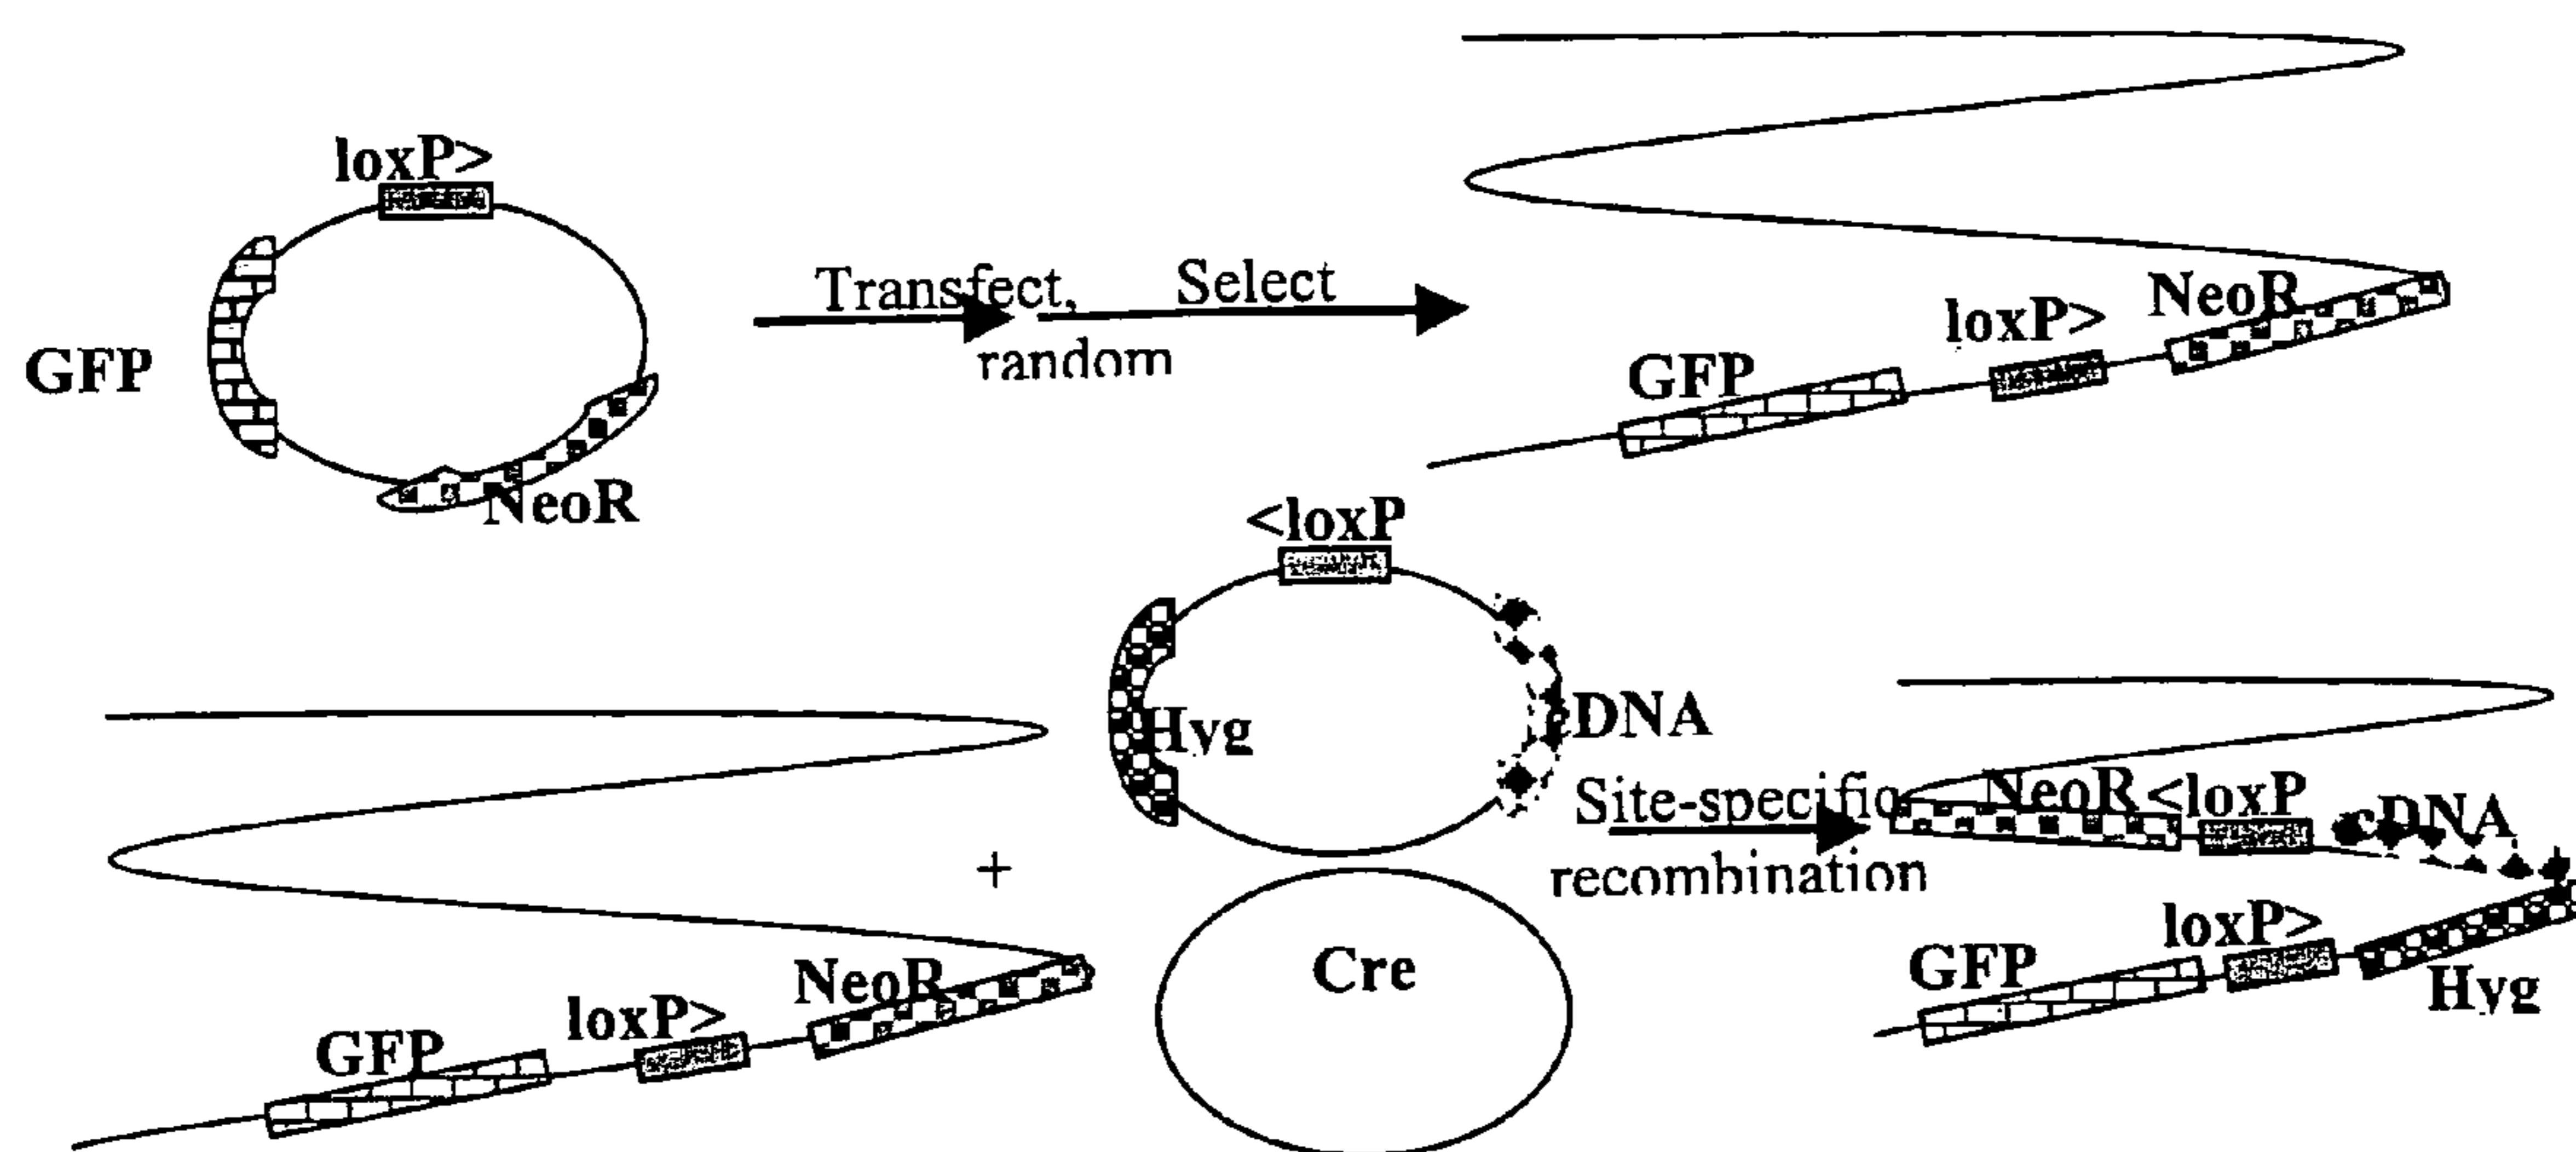 loxP>
GFP
NeoR
Transfect, Select
random
loxP> NeoR
GFP
<loxP
Hyg
cDNA
Cre
+
GFP loxP> NeoR
Site-specific
recombination
NeoR <loxP cDNA
GFP loxP> Hyg